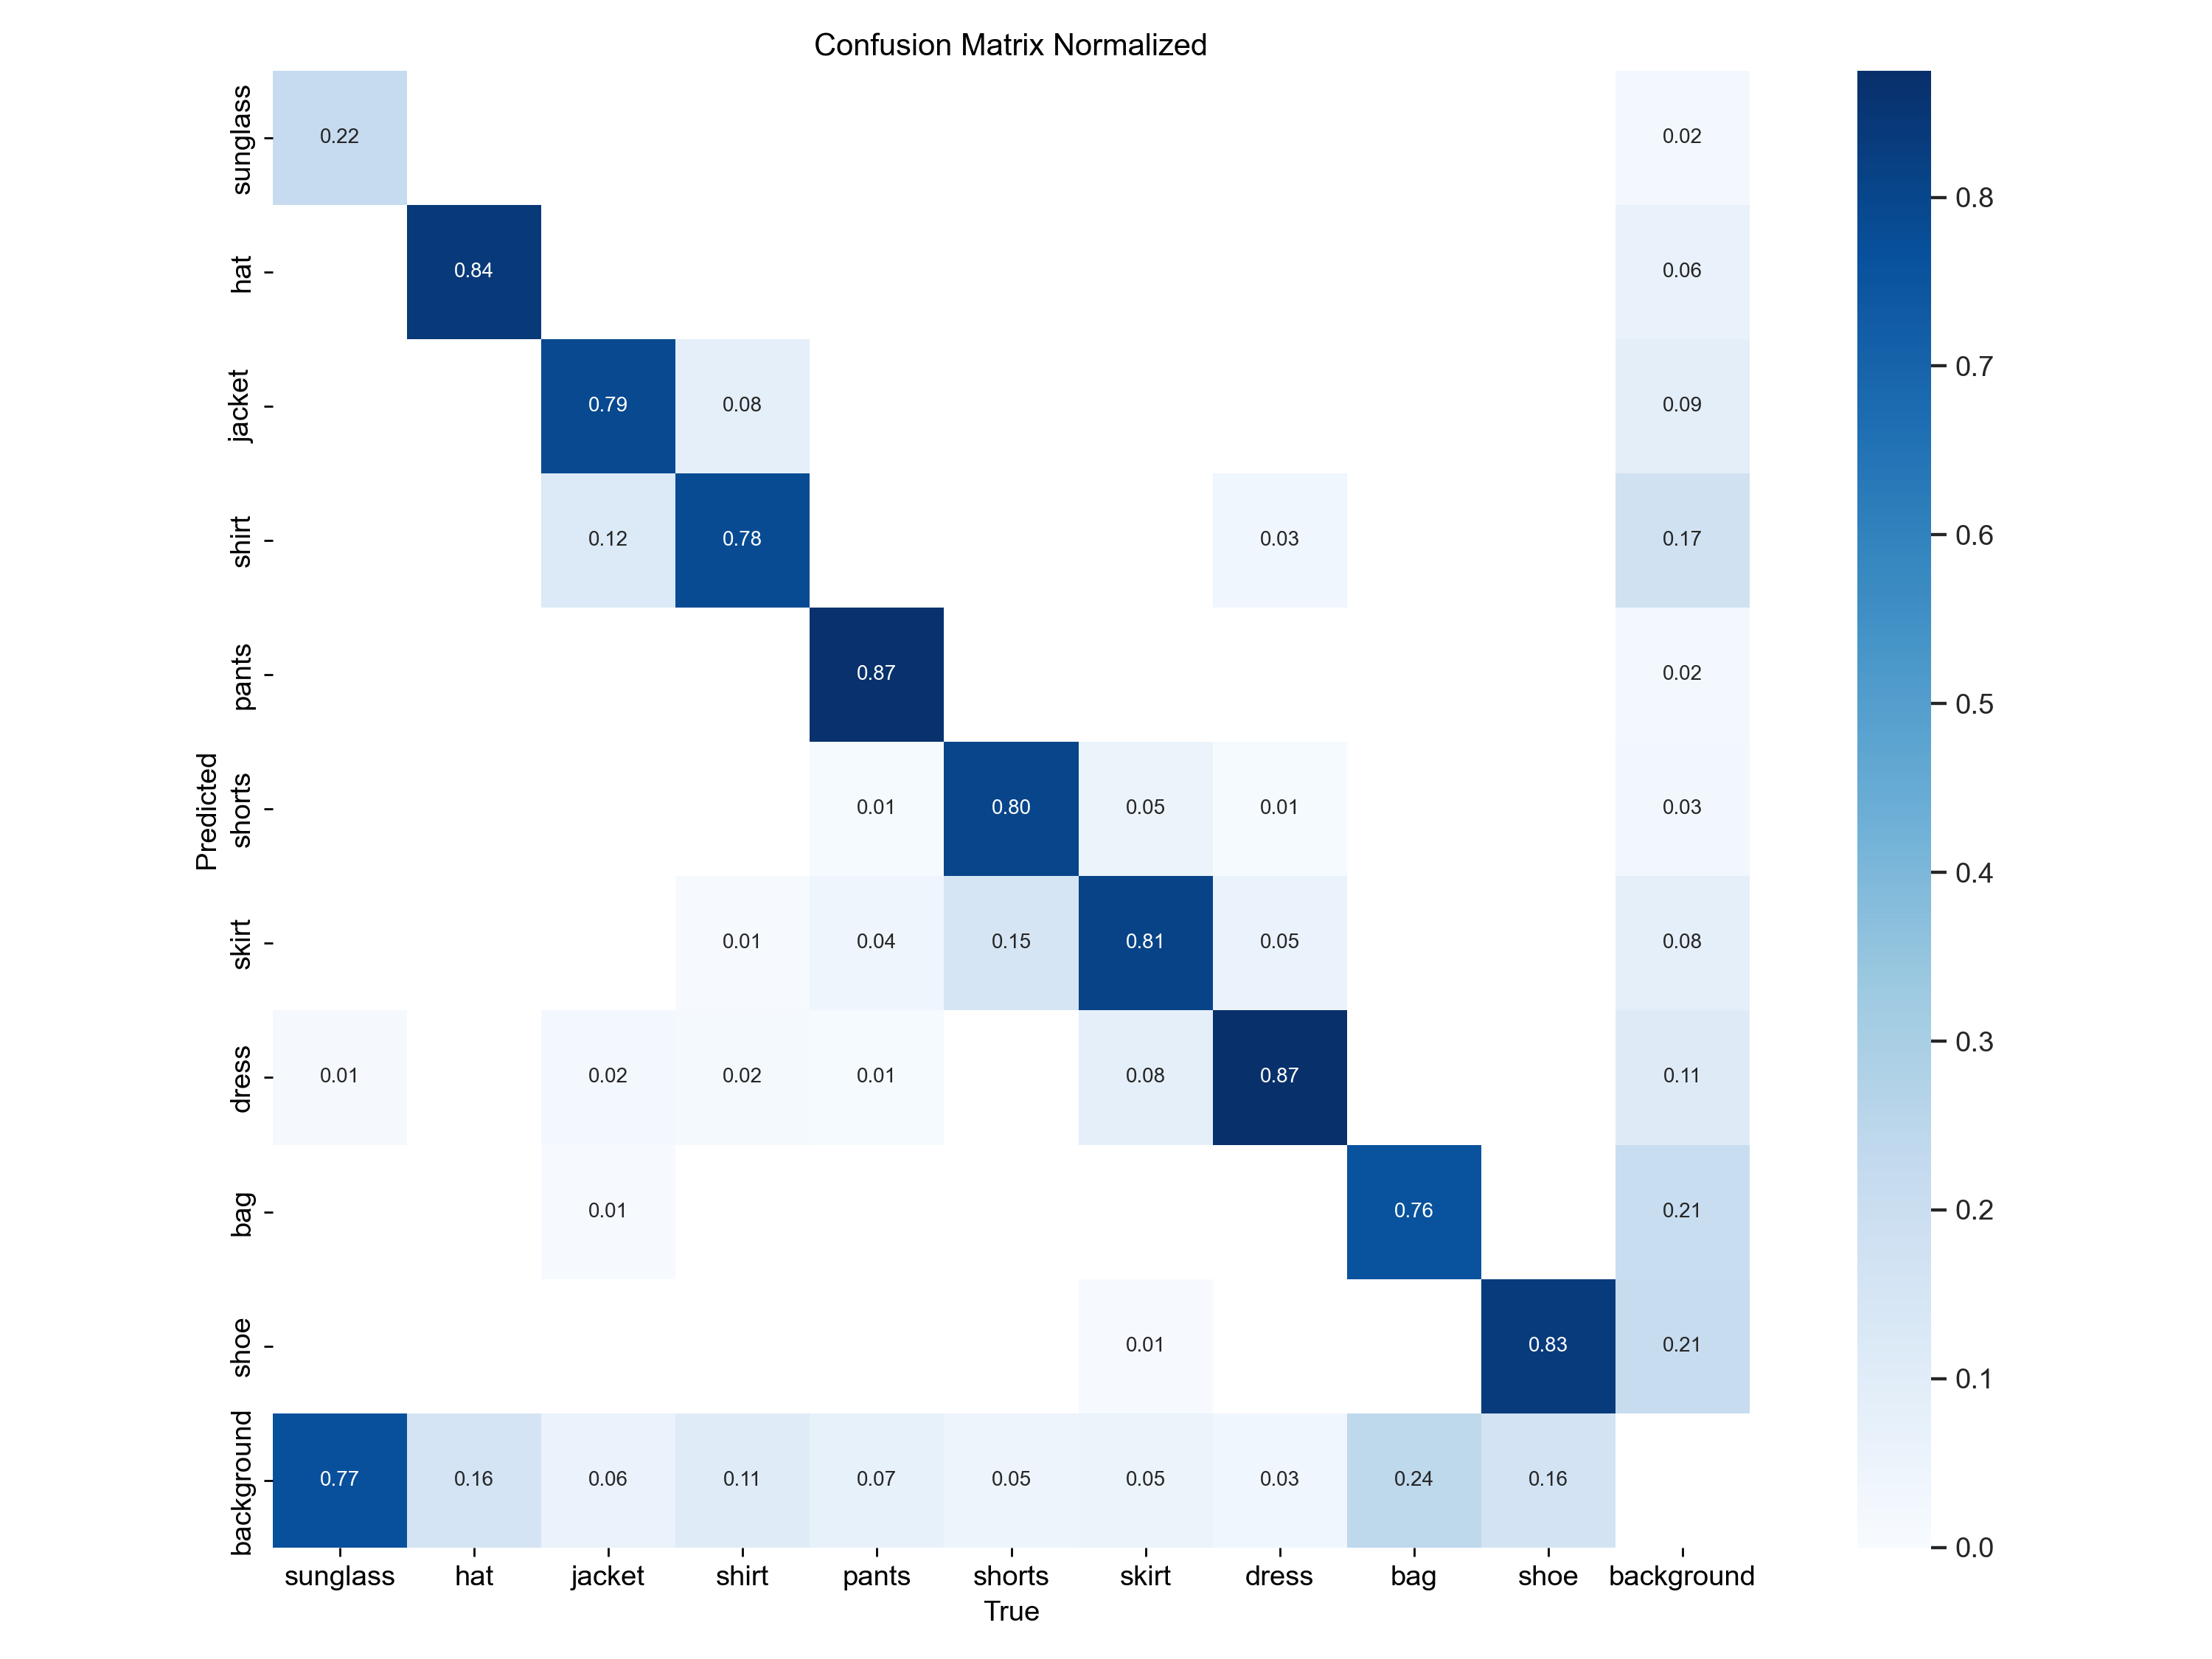 Confusion Matrix Normalized
Predicted
sunglass 0.22 0.02
hat 0.84 0.06
jacket 0.79 0.08 0.09
shirt 0.12 0.78 0.03 0.17
pants 0.87 0.02
shorts 0.01 0.80 0.05 0.01 0.03
skirt 0.01 0.04 0.15 0.81 0.05 0.08
dress 0.01 0.02 0.02 0.01 0.08 0.87 0.11
bag 0.01 0.76 0.21
shoe 0.01 0.83 0.21
background 0.77 0.16 0.06 0.11 0.07 0.05 0.05 0.03 0.24 0.16
sunglass hat jacket shirt pants shorts skirt dress bag shoe background
True
0.8
0.7
0.6
0.5
0.4
0.3
0.2
0.1
0.0